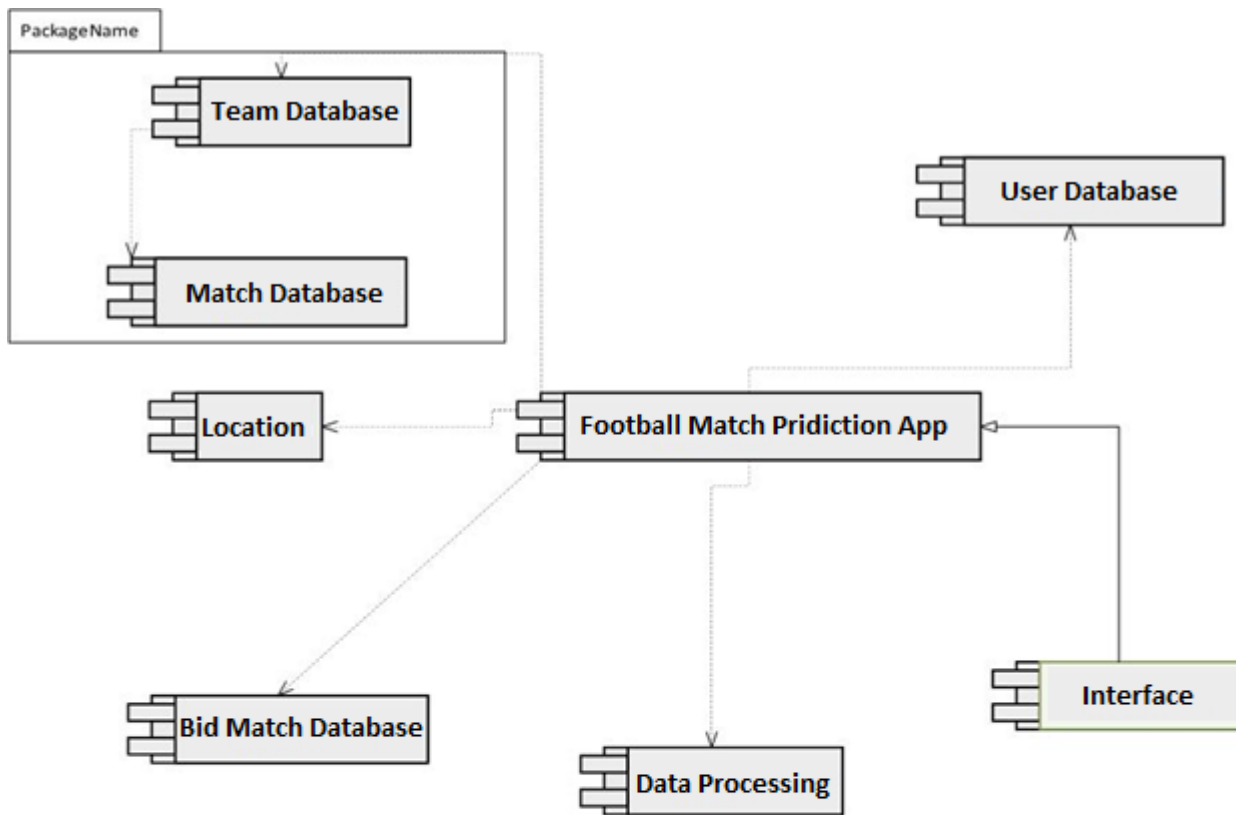 PackageName
Team Database
User Database
Match Database
Location
Football Match Pridiction App
Interface
Bid Match Database
Data Processing